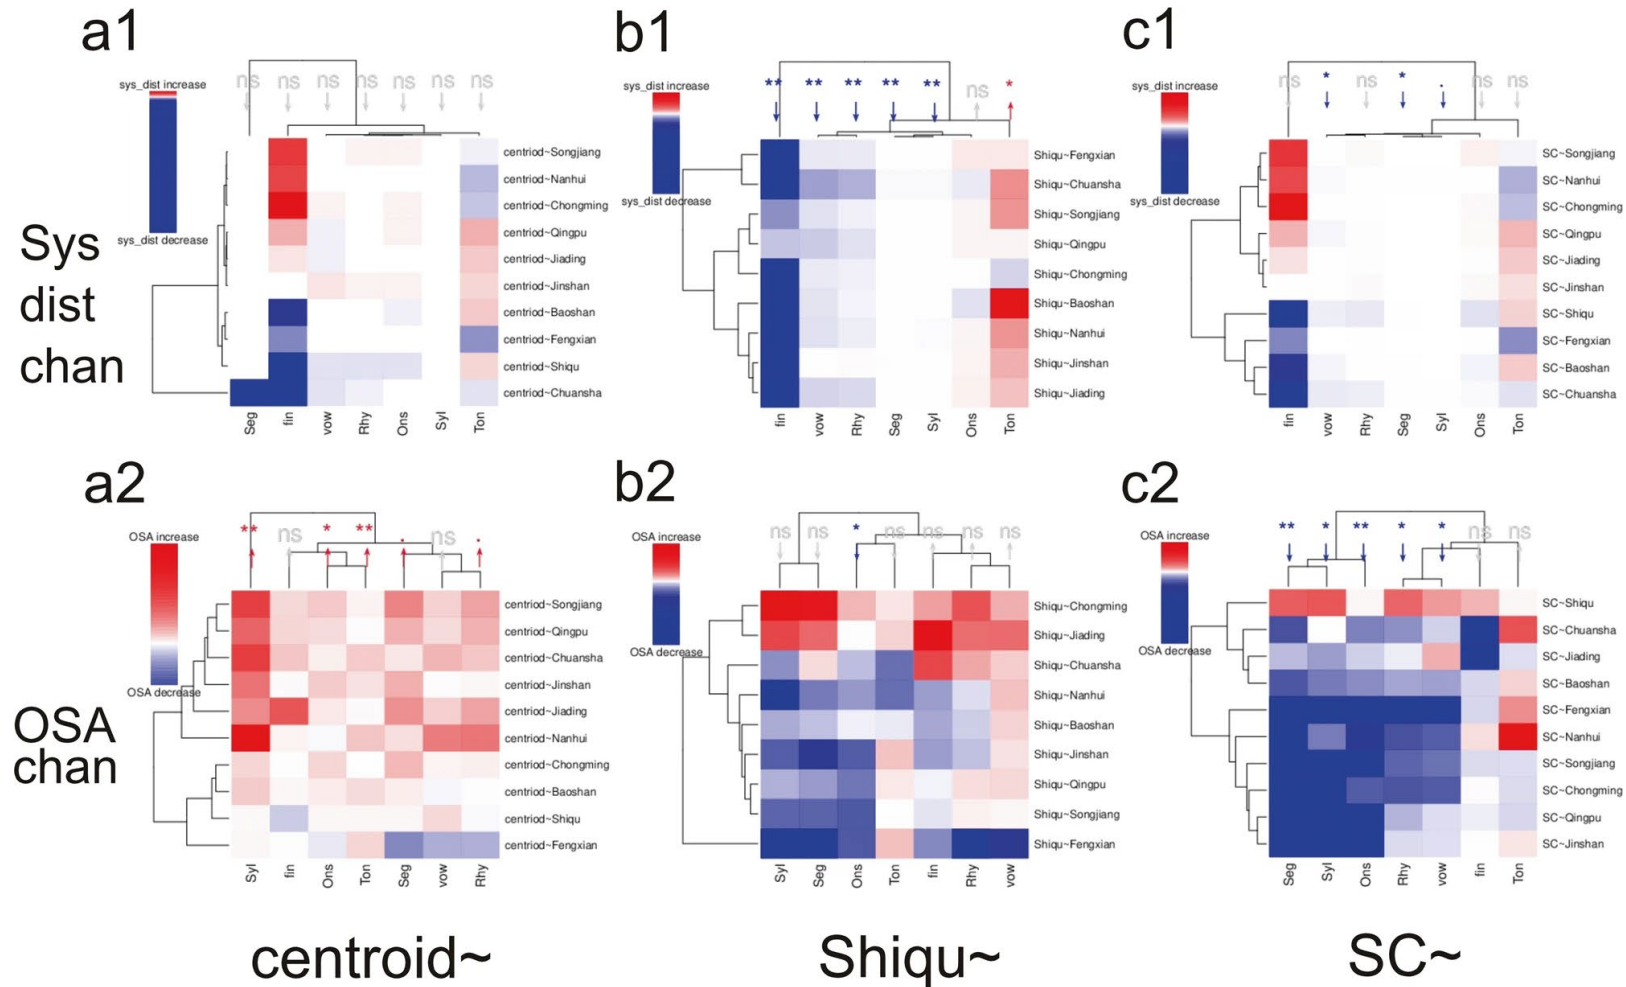 a1
b1
c1
sys_dist increase
ns ns ns ns ns ns ns
sys_dist decrease
centriod~Songjiang
centriod~Nanhui
centriod~Chongming
centriod~Qingpu
centriod~Jiading
centriod~Jinshan
centriod~Baoshan
centriod~Fengxian
centriod~Shiqu
centriod~Chuansha
Seg fin vow Rhy Ons Syl Ton
sys_dist increase
** ** ** ** ** ns *
sys_dist decrease
Shiqu~Fengxian
Shiqu~Chuansha
Shiqu~Songjiang
Shiqu~Qingpu
Shiqu~Chongming
Shiqu~Baoshan
Shiqu~Nanhui
Shiqu~Jinshan
Shiqu~Jiading
fin vow Rhy Seg Syl Ons Ton
sys_dist increase
ns * ns * . ns ns
sys_dist decrease
SC~Songjiang
SC~Nanhui
SC~Chongming
SC~Qingpu
SC~Jiading
SC~Jinshan
SC~Shiqu
SC~Fengxian
SC~Baoshan
SC~Chuansha
fin vow Rhy Seg Syl Ons Ton
Sys
dist
chan
a2
b2
c2
OSA increase
** ns * ** . ns .
OSA decrease
centriod~Songjiang
centriod~Qingpu
centriod~Chuansha
centriod~Jinshan
centriod~Jiading
centriod~Nanhui
centriod~Chongming
centriod~Baoshan
centriod~Shiqu
centriod~Fengxian
Syl fin Ons Ton Seg vow Rhy
OSA increase
ns ns * ns ns ns ns
OSA decrease
Shiqu~Chongming
Shiqu~Jiading
Shiqu~Chuansha
Shiqu~Nanhui
Shiqu~Baoshan
Shiqu~Jinshan
Shiqu~Qingpu
Shiqu~Songjiang
Shiqu~Fengxian
Syl Seg Ons Ton fin Rhy vow
OSA increase
** * ** * * ns ns
OSA decrease
SC~Shiqu
SC~Chuansha
SC~Jiading
SC~Baoshan
SC~Fengxian
SC~Nanhui
SC~Songjiang
SC~Chongming
SC~Qingpu
SC~Jinshan
Seg Syl Ons Rhy vow fin Ton
OSA
chan
centroid~
Shiqu~
SC~